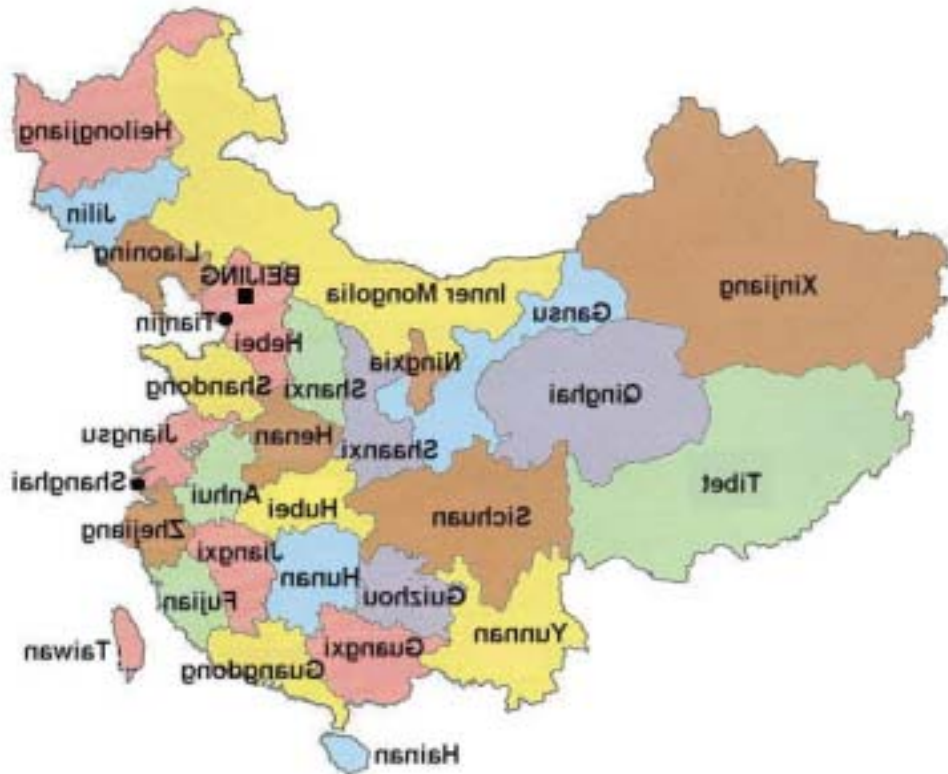 Heilongjiang
Jilin
Liaoning
BEIJING
Inner Mongolia
Gansu
Xinjiang
Tianjin
Hebei
Ningxia
Shandong
Shanxi
Qinghai
Jiangsu
Henan
Shaanxi
Shanghai
Anhui
Hubei
Sichuan
Tibet
Zhejiang
Jiangxi
Hunan
Guizhou
Fujian
Yunnan
Taiwan
Guangdong
Guangxi
Hainan